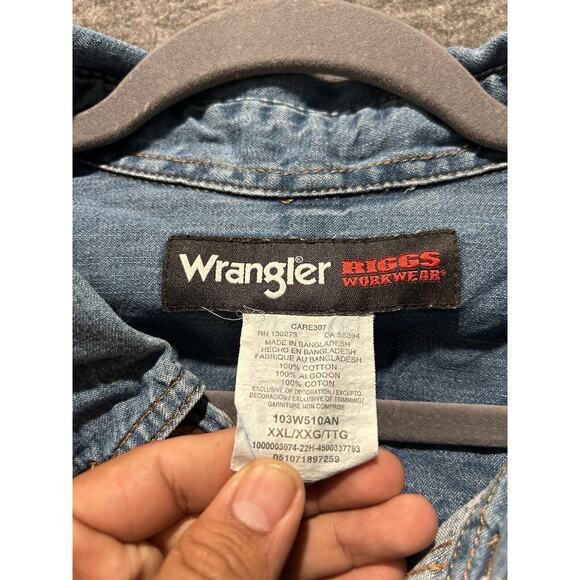 Wrangler® RIGGS
WORKWEAR®
CARE307
RN 130273 CA 55394
MADE IN BANGLADESH
HECHO EN BANGLADESH
FABRIQUE AU BANGLADESH
100% COTTON
100% ALGODON
100% COTON
EXCLUSIVE OF DECORATION / EXCEPTO
DECORACION / EXCLUSIVE OF TRIMMING/
GARNITURE NON COMPRISE
103W510AN
XXL/XXG/TTG
1000003074-22H-4500337793
051071897259